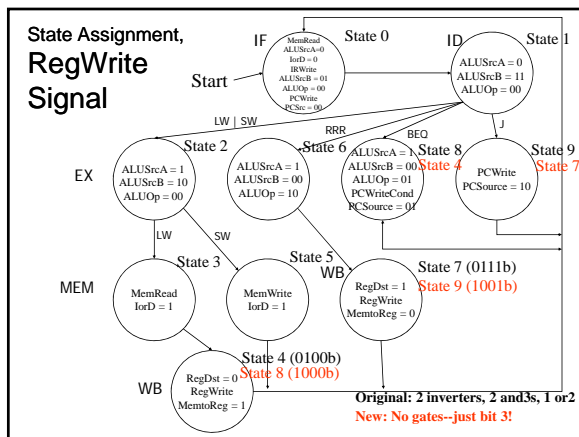 State Assignment,
RegWrite
Signal
IF
State 0
MemRead
ALUSrcA=0
IorD = 0
IRWrite
ALUSrcB = 01
ALUOp = 00
PCWrite
PCSrc = 00
Start
ID
State 1
ALUSrcA = 0
ALUSrcB = 11
ALUOp = 00
LW | SW
RRR
BEQ
J
EX
State 2
ALUSrcA = 1
ALUSrcB = 10
ALUOp = 00
State 6
ALUSrcA = 1
ALUSrcB = 00
ALUOp = 10
State 8
State 4
ALUSrcA = 1
ALUSrcB = 00
ALUOp = 01
PCWriteCond
PCSource = 01
State 9
State 7
PCWrite
PCSource = 10
LW
SW
MEM
State 3
MemRead
IorD = 1
State 5
MemWrite
IorD = 1
WB
State 7 (0111b)
State 9 (1001b)
RegDst = 1
RegWrite
MemtoReg = 0
WB
State 4 (0100b)
State 8 (1000b)
RegDst = 0
RegWrite
MemtoReg = 1
Original: 2 inverters, 2 and3s, 1 or2
New: No gates--just bit 3!